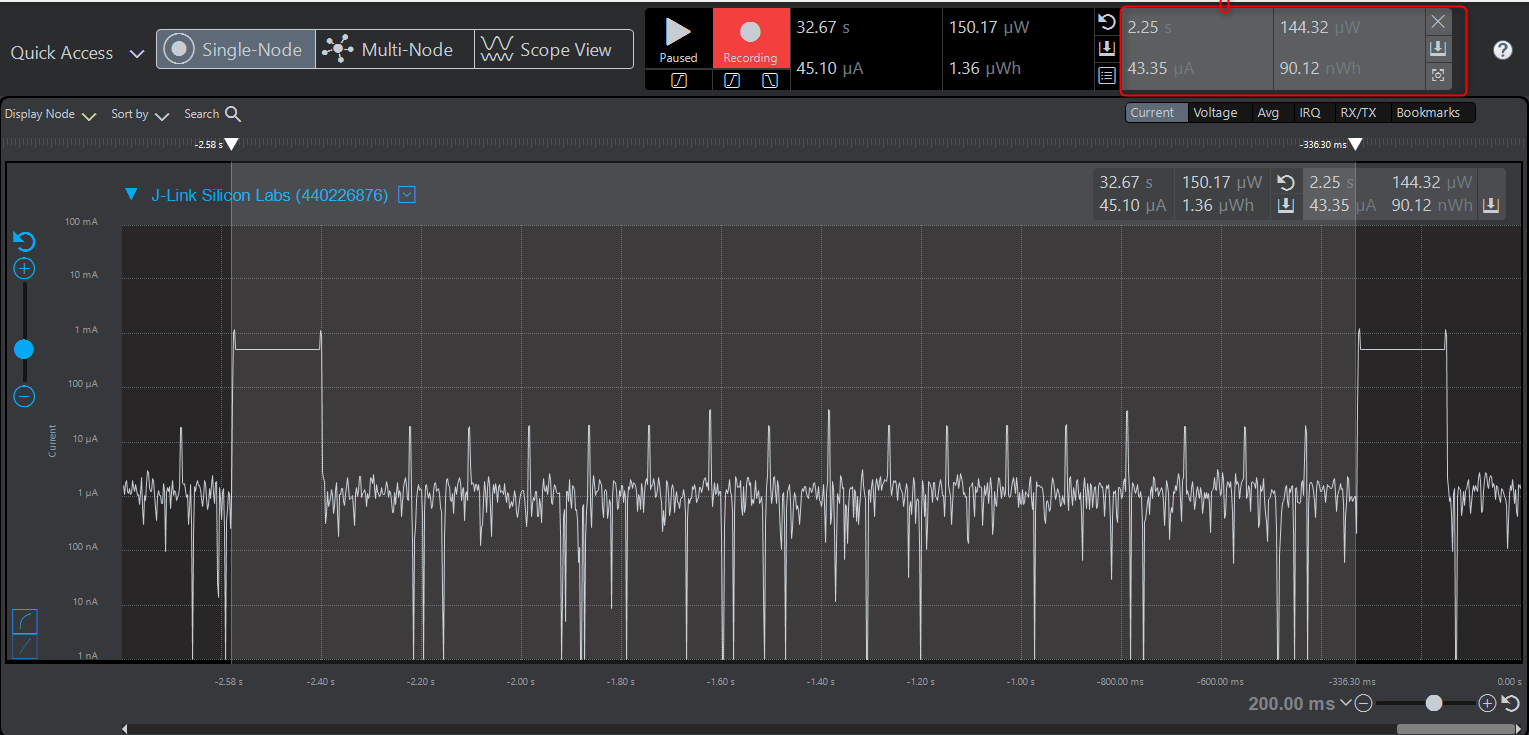 Quick Access
Single-Node
Multi-Node
Scope View
Paused
Recording
32.67 s
150.17 µW
45.10 µA
1.36 µWh
2.25 s
144.32 µW
43.35 µA
90.12 nWh
?
Display Node
Sort by
Search
Current Voltage Avg IRQ RX/TX Bookmarks
-2.58 s
-336.30 ms
J-Link Silicon Labs (440226876)
32.67 s 150.17 µW 2.25 s 144.32 µW
45.10 µA 1.36 µWh 43.35 µA 90.12 nWh
100 mA
10 mA
1 mA
100 µA
10 µA
1 µA
100 nA
10 nA
1 nA
Current
-2.58 s -2.40 s -2.20 s -2.00 s -1.80 s -1.60 s -1.40 s -1.20 s -1.00 s -800.00 ms -600.00 ms -336.30 ms 0.00 s
200.00 ms